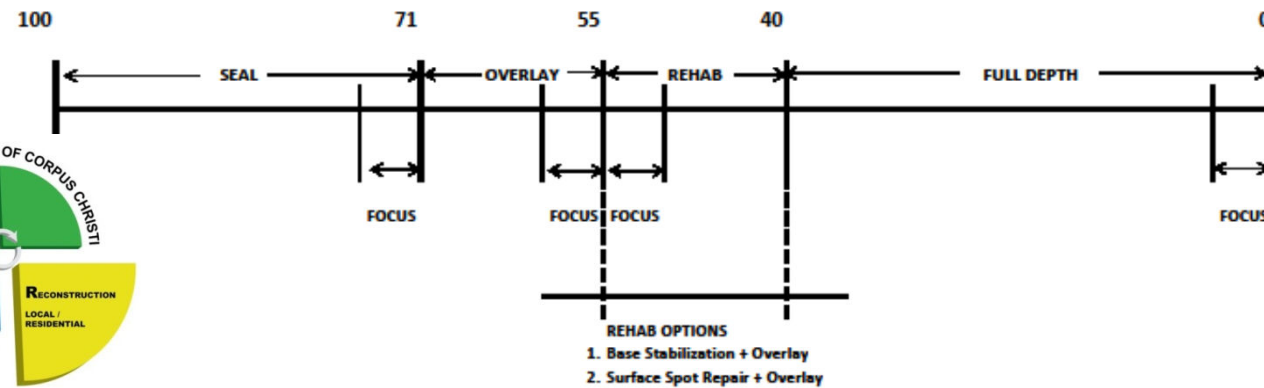 100 71 55 40 0
SEAL OVERLAY REHAB FULL DEPTH
FOCUS FOCUS FOCUS FOCUS
OF CORPUS CHRISTI
RECONSTRUCTION
LOCAL /
RESIDENTIAL
REHAB OPTIONS
1. Base Stabilization + Overlay
2. Surface Spot Repair + Overlay